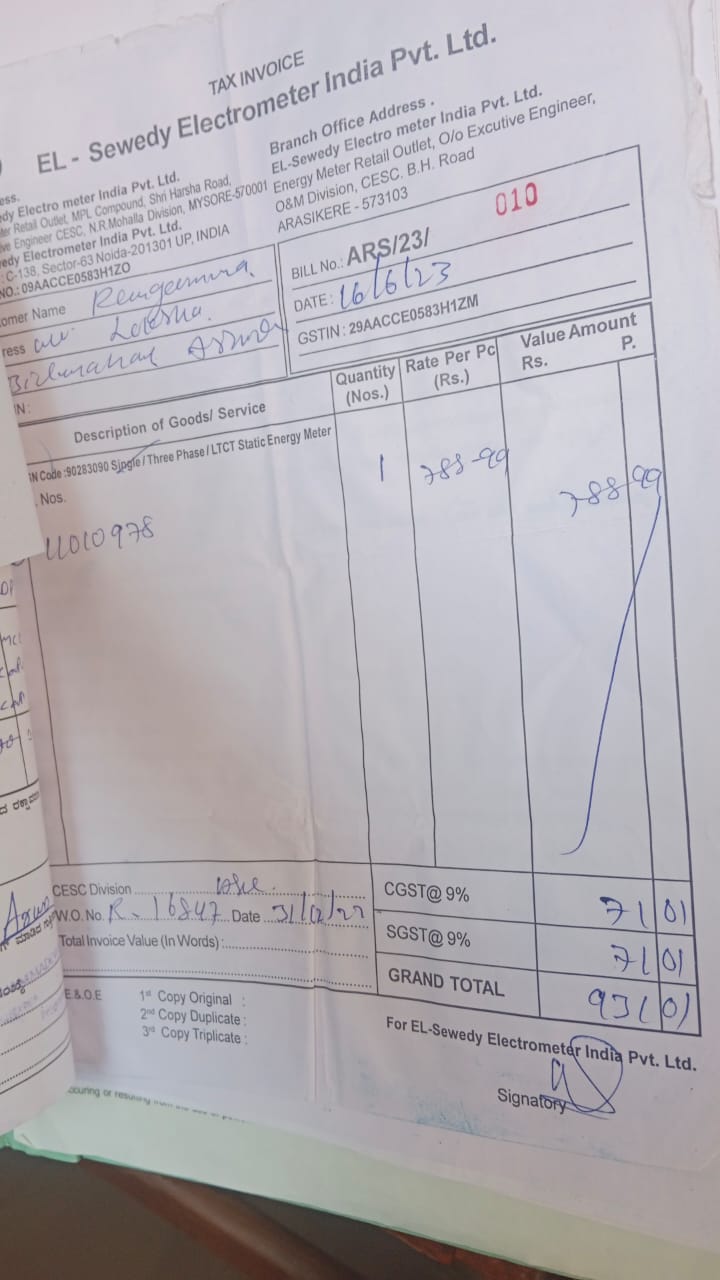 TAX INVOICE
EL - Sewedy Electrometer India Pvt. Ltd.
ess.
dy Electro meter India Pvt. Ltd.
ter Retail Outlet, MPL Compound, Shri Harsha Road,
ve Engineer CESC, N.R.Mohalla Division, MYSORE-570001
edy Electrometer India Pvt. Ltd.
: C-138, Sector-63 Noida-201301 UP, INDIA
NO.: 09AACCE0583H1ZO
Branch Office Address .
EL-Sewedy Electro meter India Pvt. Ltd.
Energy Meter Retail Outlet, O/o Excutive Engineer,
O&M Division, CESC. B.H. Road
ARASIKERE - 573103
omer Name
ress
IN:
BILL No.: ARS/23/ 010
DATE : 16/6/23
GSTIN : 29AACCE0583H1ZM
Description of Goods/ Service
Quantity (Nos.)
Rate Per Pc (Rs.)
Value Amount
Rs. P.
N Code :90283090 Single / Three Phase / LTCT Static Energy Meter
. Nos.
1 788-99 788-99
11010978
CESC Division
W.O. No. R. 16847 Date 31/12/22
Total Invoice Value (In Words) :
CGST@ 9% 71 01
SGST@ 9% 71 01
GRAND TOTAL 931 01
E.& O.E
1st Copy Original :
2nd Copy Duplicate :
3rd Copy Triplicate :
For EL-Sewedy Electrometer India Pvt. Ltd.
Signatory